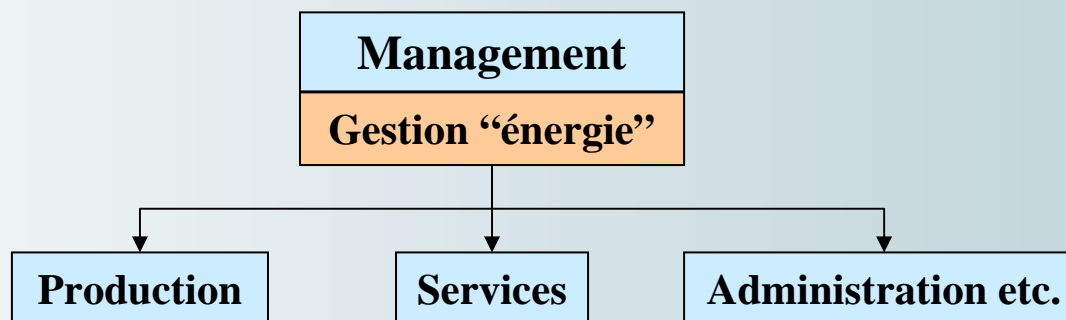 Management
Gestion “énergie”
Production
Services
Administration etc.